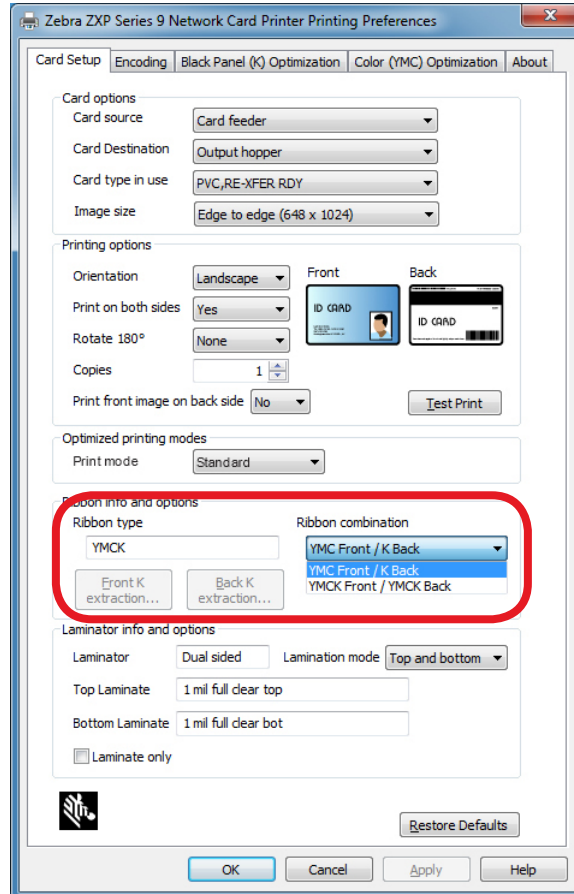 Zebra ZXP Series 9 Network Card Printer Printing Preferences
Card Setup Encoding Black Panel (K) Optimization Color (YMC) Optimization About
Card options
Card source Card feeder
Card Destination Output hopper
Card type in use PVC,RE-XFER RDY
Image size Edge to edge (648 x 1024)
Printing options
Orientation Landscape Front Back
Print on both sides Yes
ID CARD ID CARD
Rotate 180° None
Copies 1
Print front image on back side No Test Print
Optimized printing modes
Print mode Standard
Ribbon info and options
Ribbon type Ribbon combination
YMCK YMC Front / K Back
YMC Front / K Back
YMCK Front / YMCK Back
Front K extraction... Back K extraction...
Laminator info and options
Laminator Dual sided Lamination mode Top and bottom
Top Laminate 1 mil full clear top
Bottom Laminate 1 mil full clear bot
Laminate only
Restore Defaults
OK Cancel Apply Help